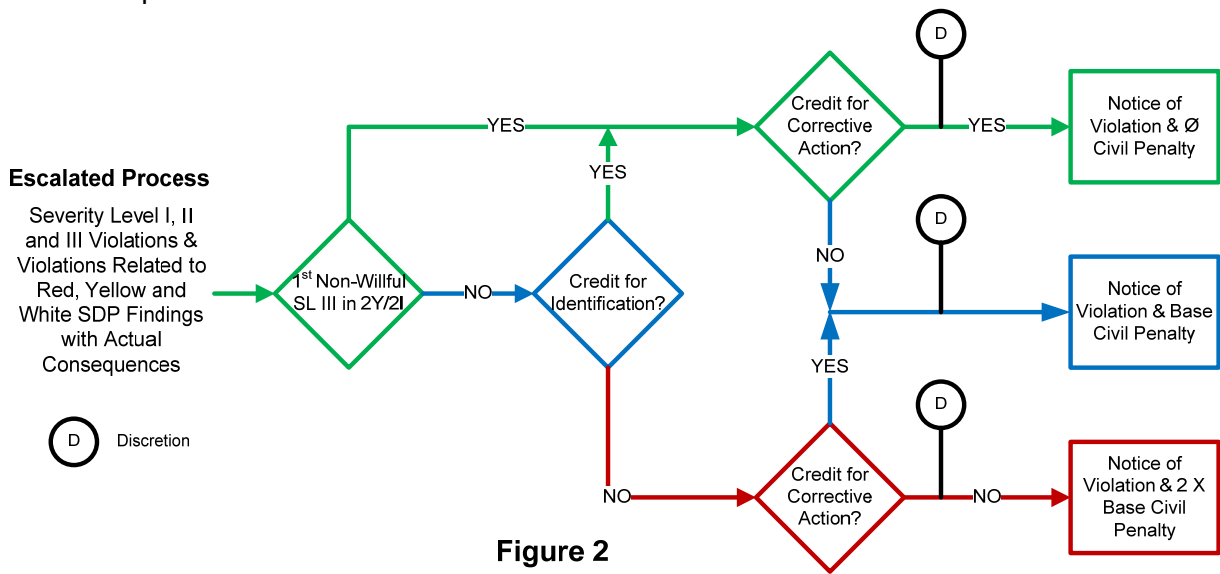 Escalated Process
Severity Level I, II
and III Violations &
Violations Related to
Red, Yellow and
White SDP Findings
with Actual
Consequences
D
Discretion
1st Non-Willful
SL III in 2Y/2I
YES
NO
Credit for
Identification?
YES
NO
Credit for
Corrective
Action?
D
YES
Notice of
Violation & Ø
Civil Penalty
NO
D
Notice of
Violation & Base
Civil Penalty
YES
Credit for
Corrective
Action?
D
NO
Notice of
Violation & 2 X
Base Civil
Penalty
Figure 2